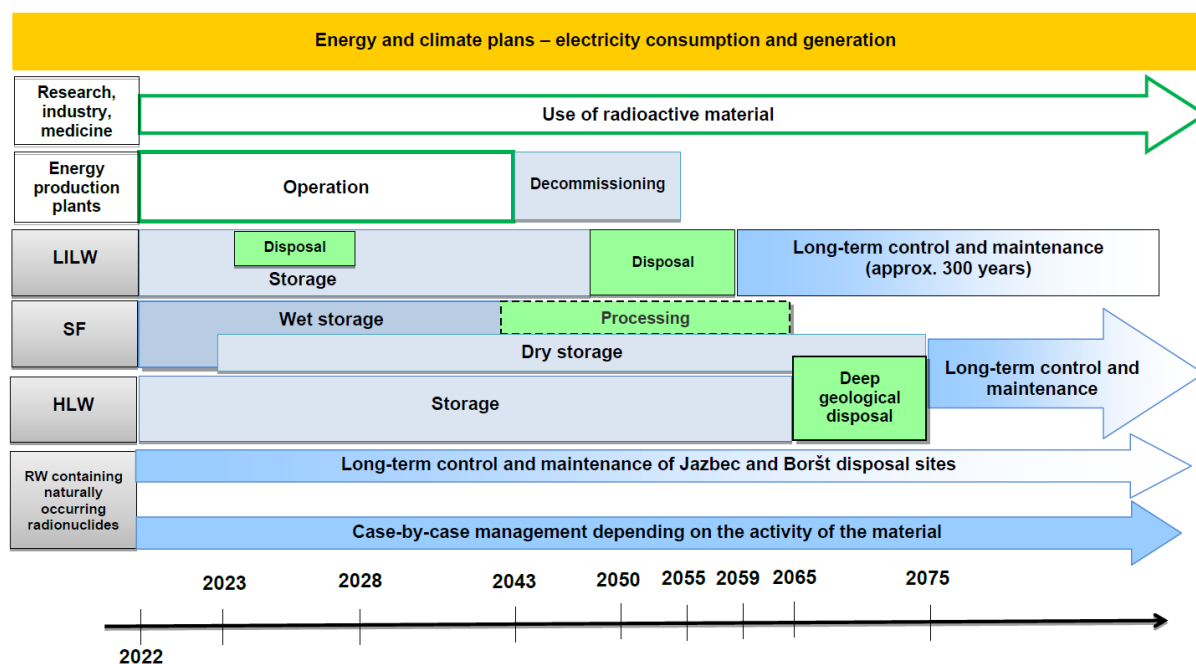 Energy and climate plans – electricity consumption and generation
Research,
industry,
medicine
Use of radioactive material
Energy
production
plants
Operation
Decommissioning
LILW
Disposal
Storage
Disposal
Long-term control and maintenance
(approx. 300 years)
SF
Wet storage
Processing
Dry storage
Long-term control and
maintenance
HLW
Storage
Deep
geological
disposal
RW containing
naturally
occurring
radionuclides
Long-term control and maintenance of Jazbec and Boršt disposal sites
Case-by-case management depending on the activity of the material
2023
2028
2043
2050
2055
2059
2065
2075
2022